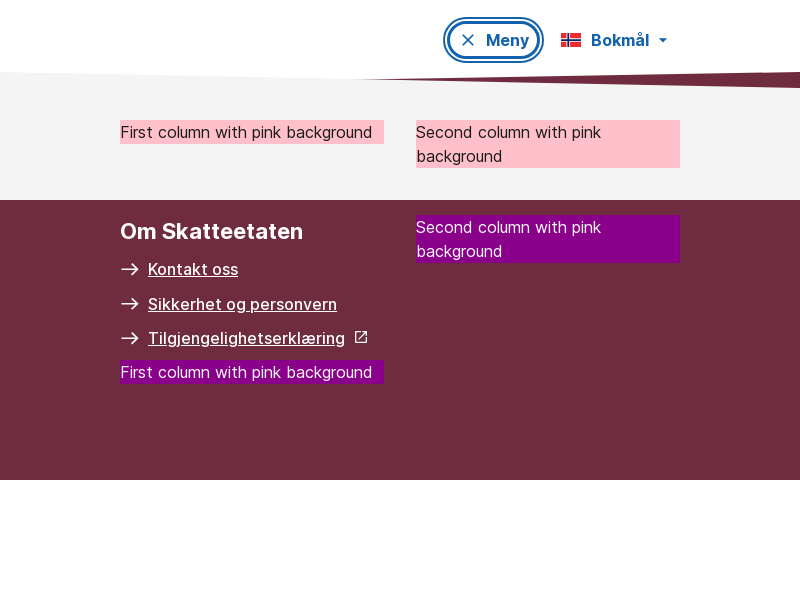 Meny Bokmål
First column with pink background
Second column with pink
background
Om Skatteetaten
Kontakt oss
Sikkerhet og personvern
Tilgjengelighetserklæring
First column with pink background
Second column with pink
background